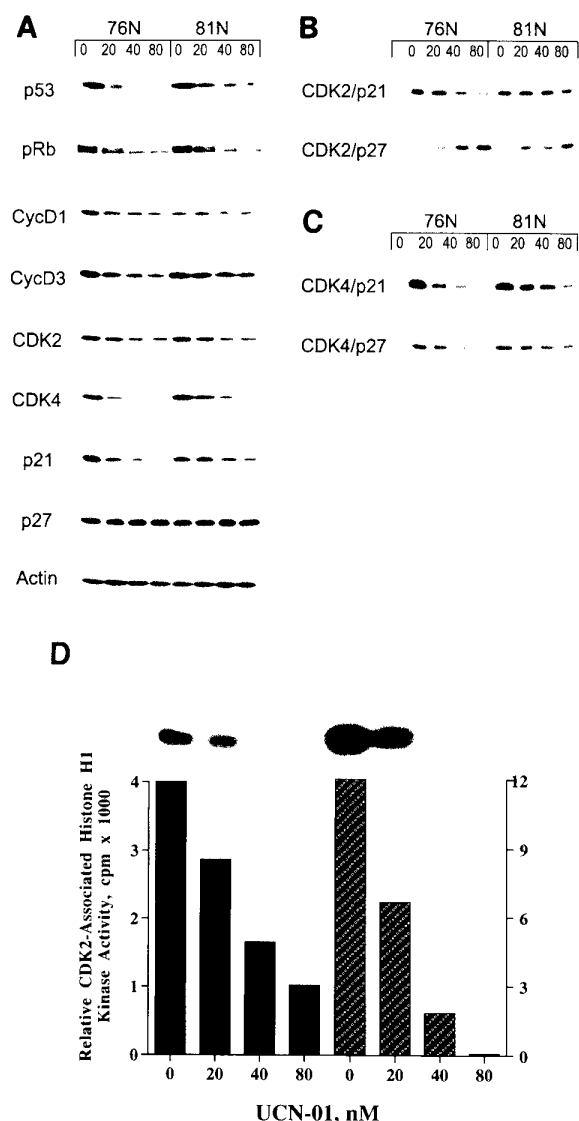 A
76N 81N
0 20 40 80 0 20 40 80
p53
pRb
CycD1
CycD3
CDK2
CDK4
p21
p27
Actin
B
76N 81N
0 20 40 80 0 20 40 80
CDK2/p21
CDK2/p27
C
76N 81N
0 20 40 80 0 20 40 80
CDK4/p21
CDK4/p27
D
Relative CDK2-Associated Histone H1
Kinase Activity, cpm x 1000
4 12
3 9
2 6
1 3
0 0
0 20 40 80 0 20 40 80
UCN-01, nM